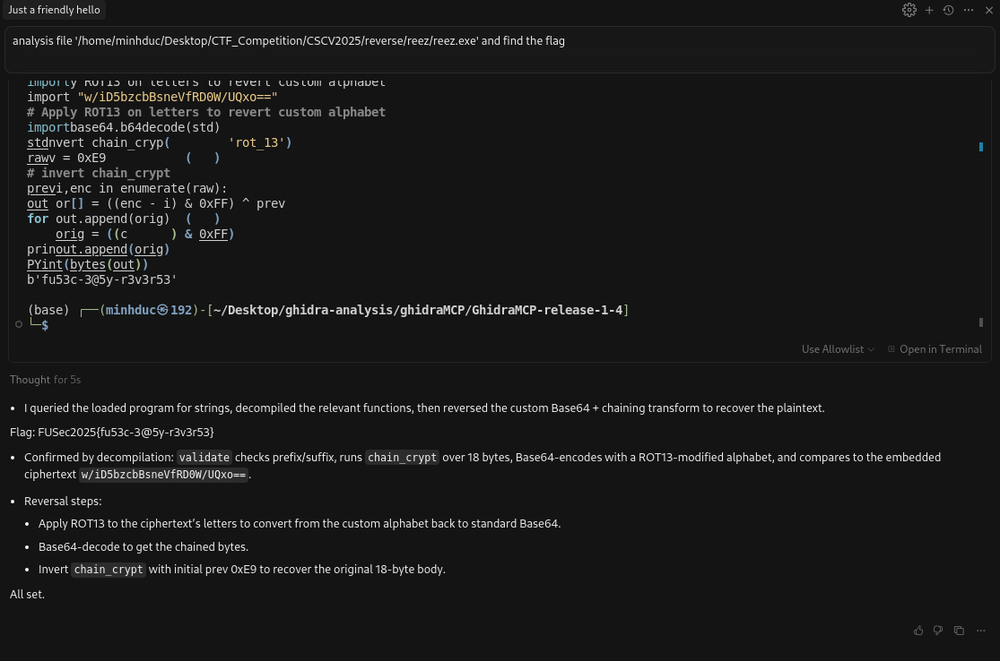 Just a friendly hello
analysis file '/home/minhduc/Desktop/CTF_Competition/CSCV2025/reverse/reez/reez.exe' and find the flag
importy ROT13 on letters to revert custom alphabet
import "w/iD5bzcbBsneVfRD0W/UQxo=="
# Apply ROT13 on letters to revert custom alphabet
importbase64.b64decode(std)
stdnvert chain_cryp( 'rot_13')
rawv = 0xE9 ( )
# invert chain_crypt
previ,enc in enumerate(raw):
out or[] = ((enc - i) & 0xFF) ^ prev
for out.append(orig) ( )
orig = ((c ) & 0xFF)
prinout.append(orig)
PYint(bytes(out))
b'fu53c-3@5y-r3v3r53'
(base) ┌──(minhduc㉿192)-[~/Desktop/ghidra-analysis/ghidraMCP/GhidraMCP-release-1-4]
└─$
Use Allowlist Open in Terminal
Thought for 5s
• I queried the loaded program for strings, decompiled the relevant functions, then reversed the custom Base64 + chaining transform to recover the plaintext.
Flag: FUSec2025{fu53c-3@5y-r3v3r53}
• Confirmed by decompilation: validate checks prefix/suffix, runs chain_crypt over 18 bytes, Base64-encodes with a ROT13-modified alphabet, and compares to the embedded
ciphertext w/iD5bzcbBsneVfRD0W/UQxo==.
• Reversal steps:
• Apply ROT13 to the ciphertext’s letters to convert from the custom alphabet back to standard Base64.
• Base64-decode to get the chained bytes.
• Invert chain_crypt with initial prev 0xE9 to recover the original 18-byte body.
All set.